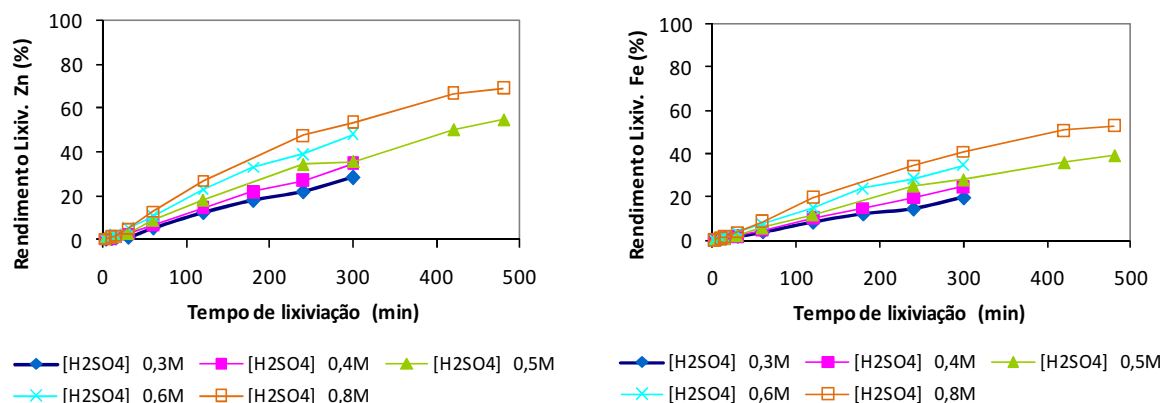 Rendimento Lixiv. Zn (%)
100
80
60
40
20
0
0 100 200 300 400 500
Tempo de lixiviação (min)
[H2SO4] 0,3M [H2SO4] 0,4M [H2SO4] 0,5M
[H2SO4] 0,6M [H2SO4] 0,8M
Rendimento Lixiv. Fe (%)
100
80
60
40
20
0
0 100 200 300 400 500
Tempo de lixiviação (min)
[H2SO4] 0,3M [H2SO4] 0,4M [H2SO4] 0,5M
[H2SO4] 0,6M [H2SO4] 0,8M